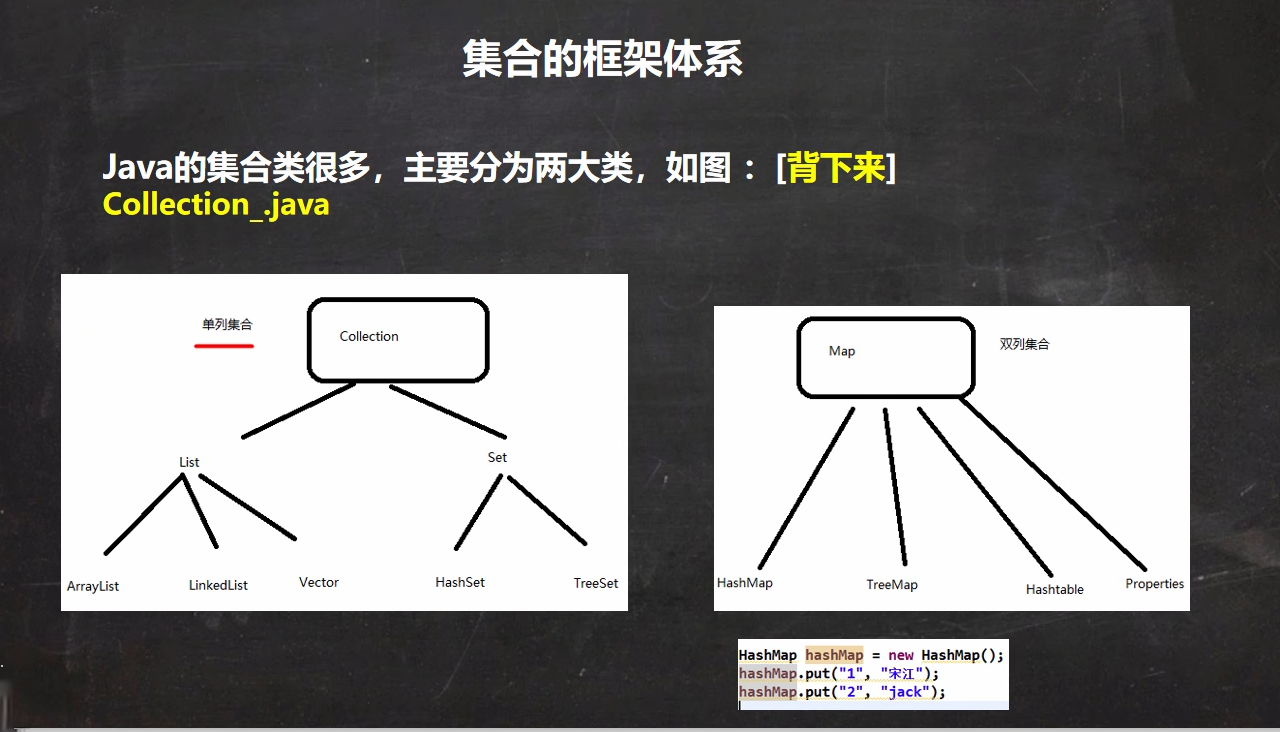 集合的框架体系
Java的集合类很多，主要分为两大类，如图 ：[背下来]
Collection_.java
单列集合
Collection
List
Set
ArrayList
LinkedList
Vector
HashSet
TreeSet
Map
双列集合
HashMap
TreeMap
Hashtable
Properties
HashMap hashMap = new HashMap();
hashMap.put("1", "宋江");
hashMap.put("2", "jack");